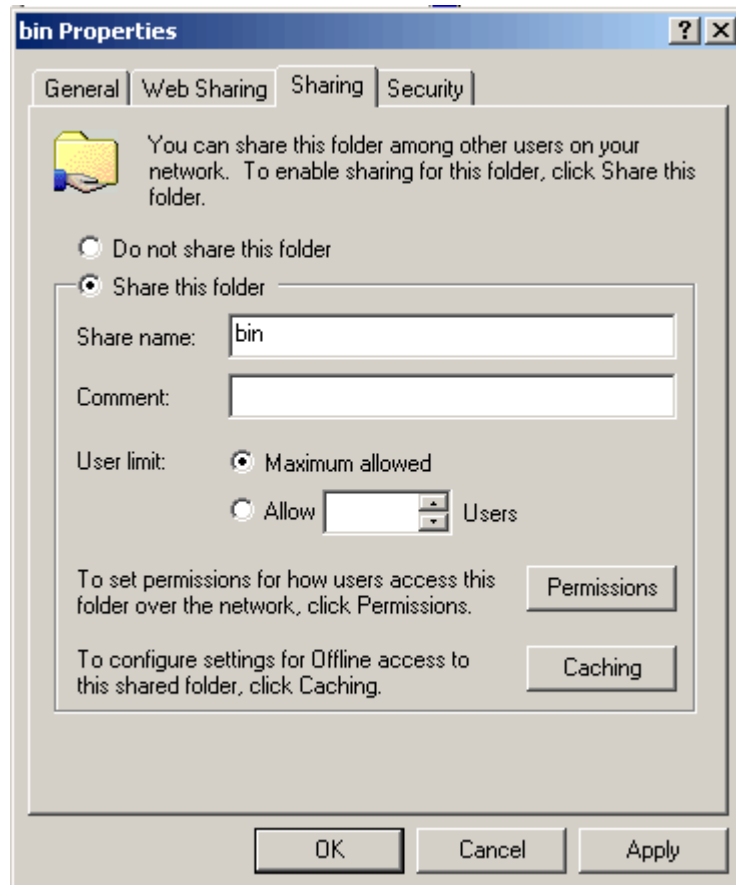 bin Properties
General Web Sharing Sharing Security
You can share this folder among other users on your
network. To enable sharing for this folder, click Share this
folder.
Do not share this folder
Share this folder
Share name: bin
Comment:
User limit: Maximum allowed
Allow Users
To set permissions for how users access this
folder over the network, click Permissions.
Permissions
To configure settings for Offline access to
this shared folder, click Caching.
Caching
OK Cancel Apply